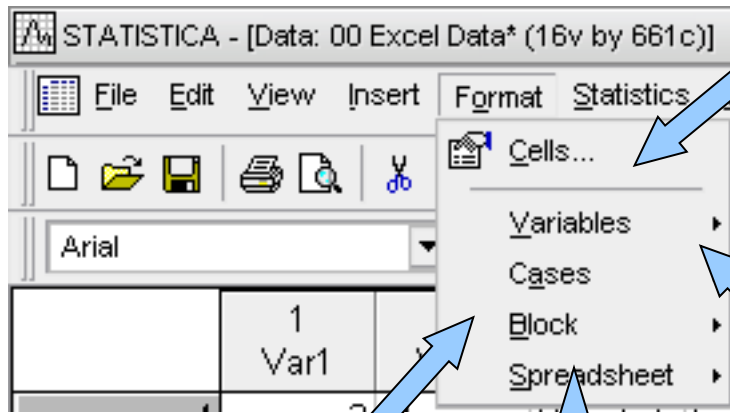 STATISTICA - [Data: 00 Excel Data* (16v by 661c)]
File Edit View Insert Format Statistics
Cells...
Arial
Variables
Cases
1
Block
Var1
Spreadsheet